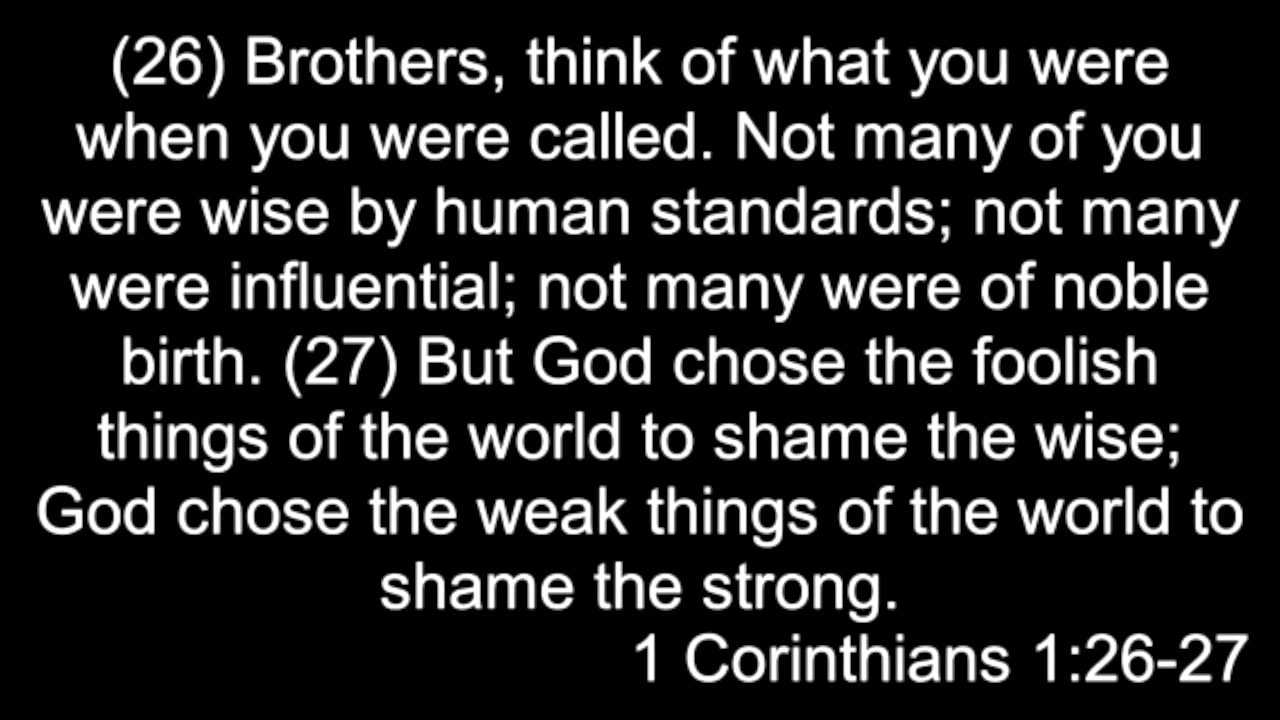 (26) Brothers, think of what you were
when you were called. Not many of you
were wise by human standards; not many
were influential; not many were of noble
birth. (27) But God chose the foolish
things of the world to shame the wise;
God chose the weak things of the world to
shame the strong.
1 Corinthians 1:26-27